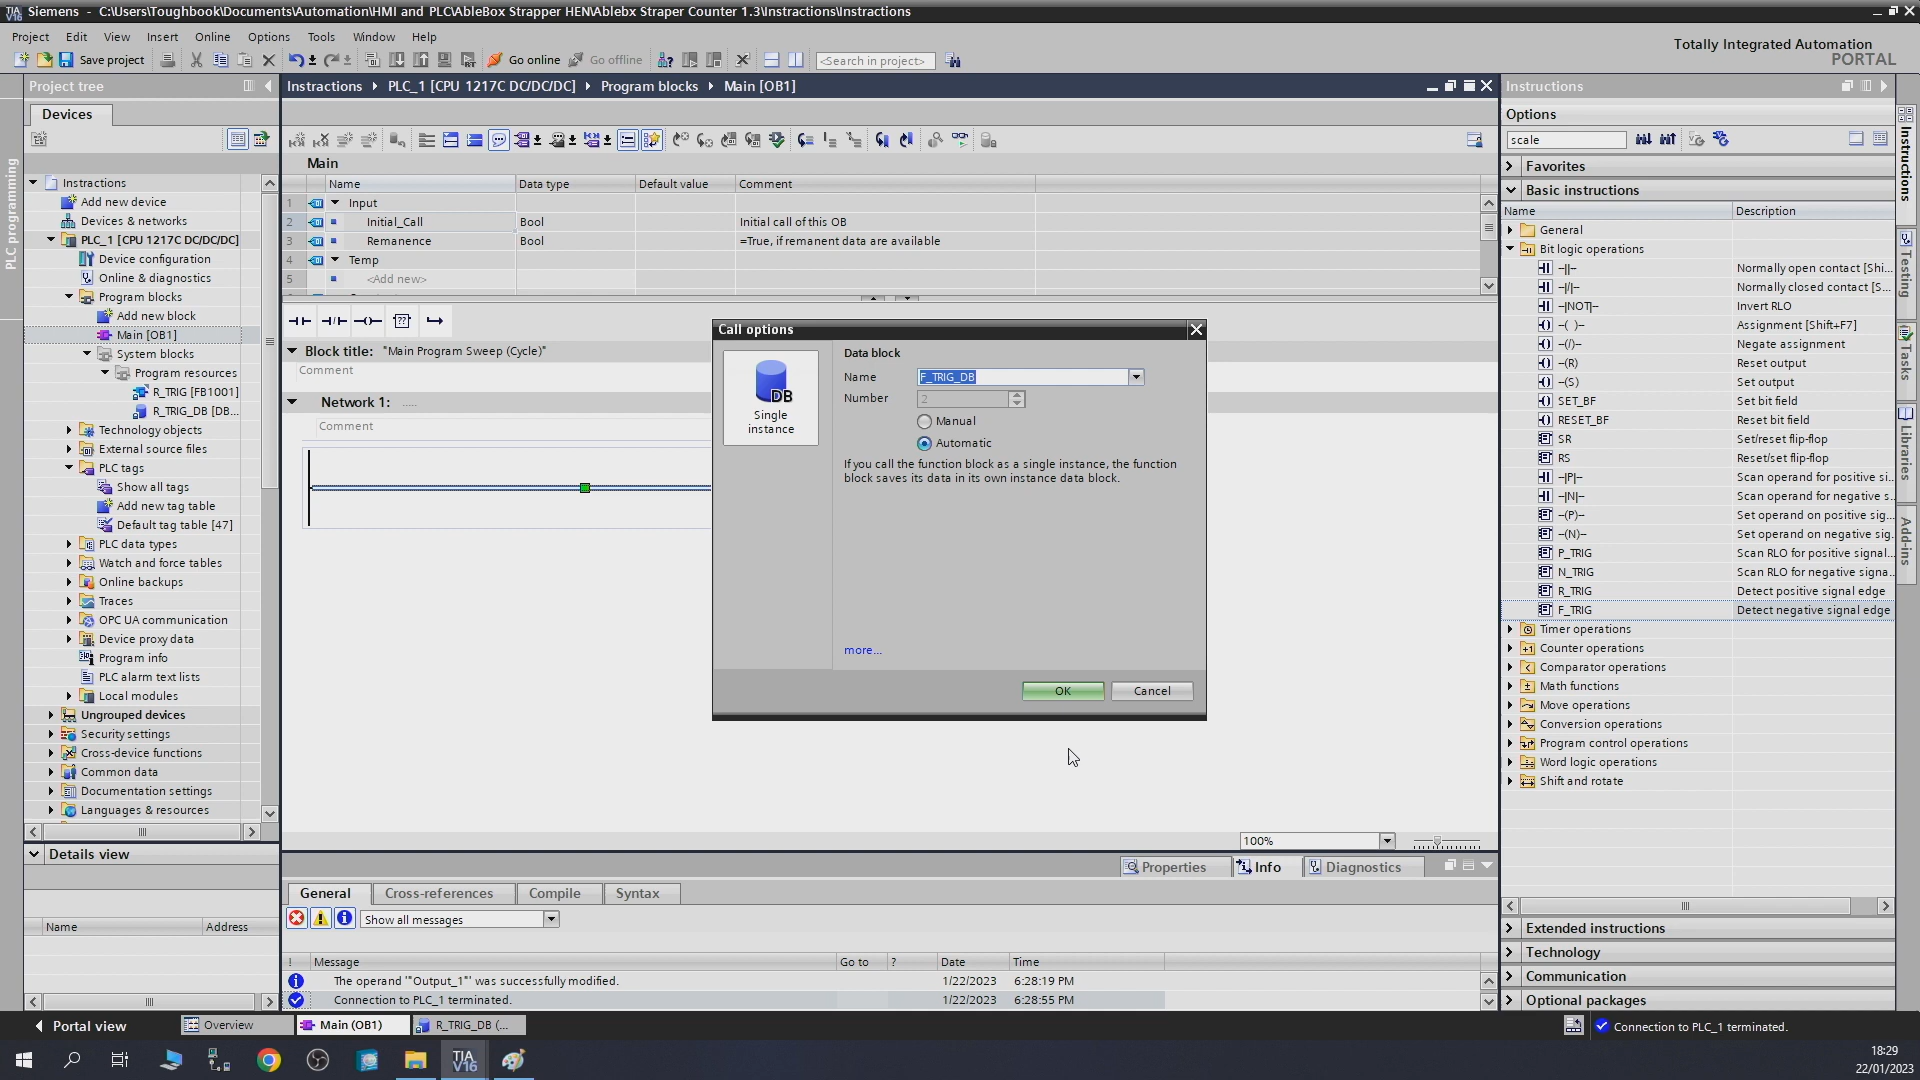 Siemens - C:\Users\Toughbook\Documents\Automation\HMI and PLC\AbleBox Strapper HEN\Ablebx Straper Counter 1.3\Instractions\Instractions
Project Edit View Insert Online Options Tools Window Help
Save project
Go online
Go offline
<Search in project>
Totally Integrated Automation
PORTAL
Project tree
Devices
PLC programming
Instractions
Add new device
Devices & networks
PLC_1 [CPU 1217C DC/DC/DC]
Device configuration
Online & diagnostics
Program blocks
Add new block
Main [OB1]
System blocks
Program resources
R_TRIG [FB1001]
R_TRIG_DB [DB...
Technology objects
External source files
PLC tags
Show all tags
Add new tag table
Default tag table [47]
PLC data types
Watch and force tables
Online backups
Traces
OPC UA communication
Device proxy data
Program info
PLC alarm text lists
Local modules
Ungrouped devices
Security settings
Cross-device functions
Common data
Documentation settings
Languages & resources
Details view
Name Address
Instractions PLC_1 [CPU 1217C DC/DC/DC] Program blocks Main [OB1]
Main
Name Data type Default value Comment
1 Input
2 Initial_Call Bool Initial call of this OB
3 Remanence Bool =True, if remanent data are available
4 Temp
5 <Add new>
Block title: "Main Program Sweep (Cycle)"
Comment
Network 1: .....
Comment
Call options
Single instance
DB
Data block
Name F_TRIG_DB
Number 2
Manual
Automatic
If you call the function block as a single instance, the function
block saves its data in its own instance data block.
more...
OK Cancel
100%
Properties Info Diagnostics
General Cross-references Compile Syntax
Show all messages
! Message Go to ? Date Time
The operand '"Output_1"' was successfully modified. 1/22/2023 6:28:19 PM
Connection to PLC_1 terminated. 1/22/2023 6:28:55 PM
Instructions
Options
scale
Favorites
Basic instructions
Name Description
General
Bit logic operations
-||- Normally open contact [Shi...
-|/|- Normally closed contact [S...
-|NOT|- Invert RLO
-( )- Assignment [Shift+F7]
-(/)- Negate assignment
-(R) Reset output
-(S) Set output
SET_BF Set bit field
RESET_BF Reset bit field
SR Set/reset flip-flop
RS Reset/set flip-flop
-|P|- Scan operand for positive si...
-|N|- Scan operand for negative s...
-(P)- Set operand on positive sig...
-(N)- Set operand on negative sig...
P_TRIG Scan RLO for positive signal...
N_TRIG Scan RLO for negative signa...
R_TRIG Detect positive signal edge
F_TRIG Detect negative signal edge
Timer operations
Counter operations
Comparator operations
Math functions
Move operations
Conversion operations
Program control operations
Word logic operations
Shift and rotate
Extended instructions
Technology
Communication
Optional packages
Instructions
Testing
Tasks
Libraries
Add-ins
Portal view
Overview
Main (OB1)
R_TRIG_DB (...
Connection to PLC_1 terminated.
TIA
V16
18:29
22/01/2023